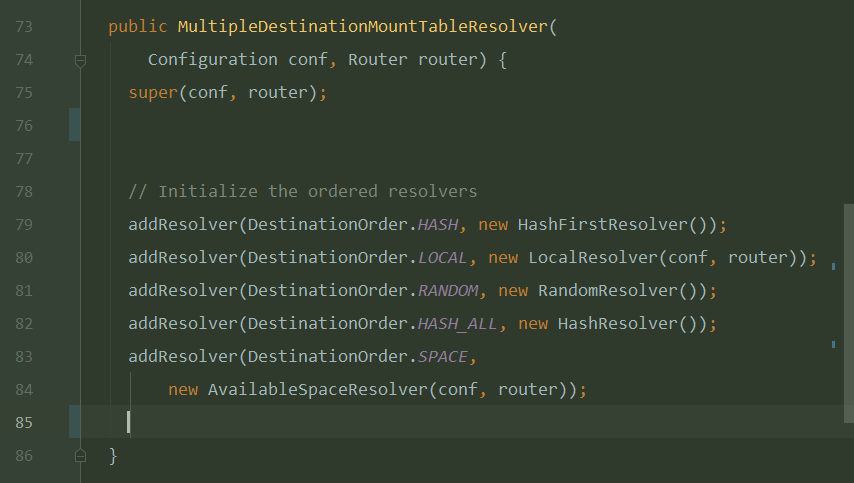 73 public MultipleDestinationMountTableResolver(
74 Configuration conf, Router router) {
75 super(conf, router);
76
77
78 // Initialize the ordered resolvers
79 addResolver(DestinationOrder.HASH, new HashFirstResolver());
80 addResolver(DestinationOrder.LOCAL, new LocalResolver(conf, router));
81 addResolver(DestinationOrder.RANDOM, new RandomResolver());
82 addResolver(DestinationOrder.HASH_ALL, new HashResolver());
83 addResolver(DestinationOrder.SPACE,
84 new AvailableSpaceResolver(conf, router));
85
86 }